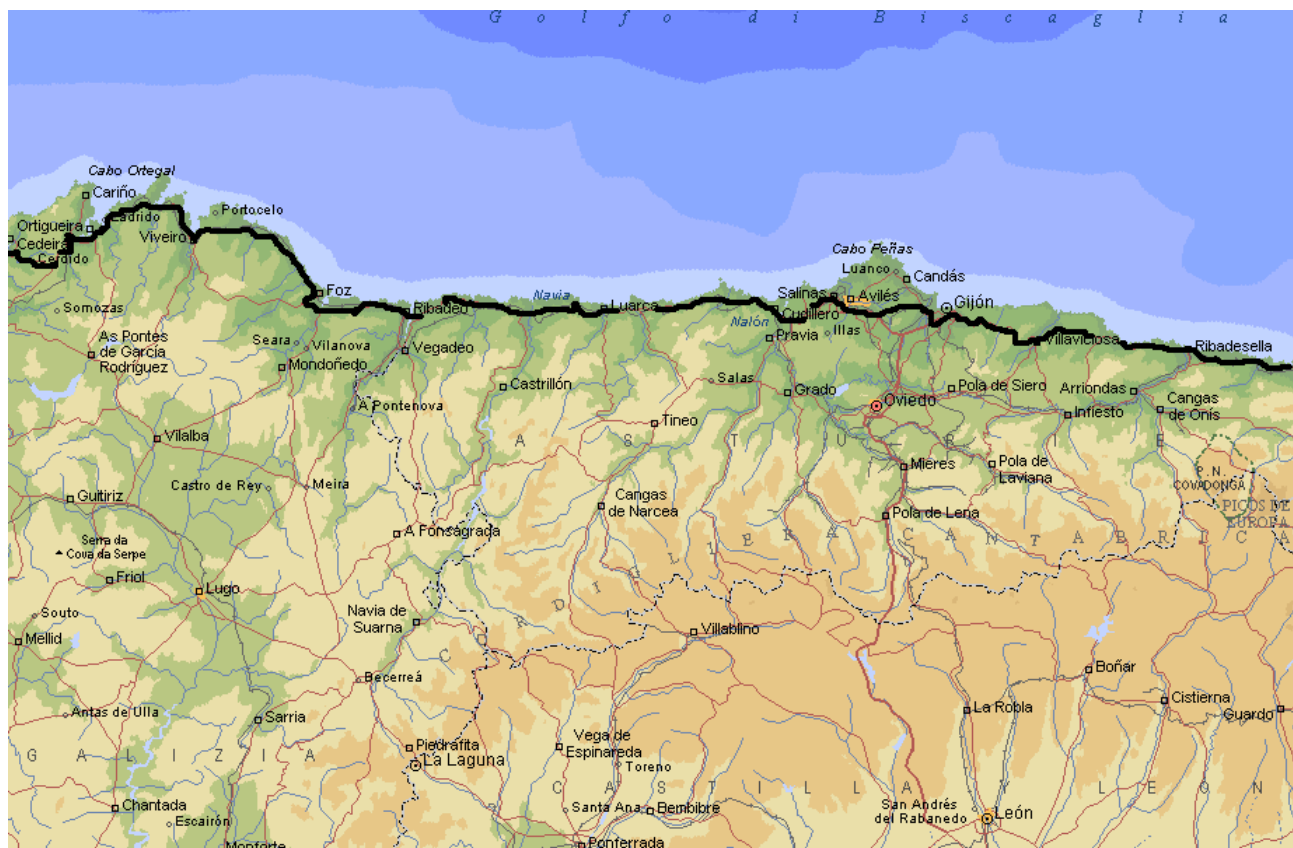 Golfo di Biscaglia
Cabo Ortegal
Cariño
Ladrido
Portocelo
Ortigueira
Cedeira
Viveiro
Cerdido
Cabo Peñas
Luanco
Candás
Foz
Navia
Salinas
Avilés
Somozas
Ribadeo
Luarca
Cudillero
Gijón
Nalón
Illas
As Pontes
de García
Rodríguez
Seara
Vilanova
Vegadeo
Pravia
Villaviciosa
Ribadesella
Mondoñedo
Castrillón
Salas
Grado
Pola de Siero
Arriondas
A Pontenova
Oviedo
Infiesto
Cangas
de Onís
Vilalba
Tineo
ASTURIE
Mieres
Pola de
Laviana
P.N.
COVADONGA
Guitiriz
Castro de Rey
Meira
Cangas
de Narcea
Pola de Lena
PICOS DE
EUROPA
A Fonsagrada
CORDIGLIERA CANTABRICA
Serra da
Cova da Serpe
Friol
Lugo
Souto
Navia de
Suarna
Mellid
Villablino
Becerreá
Boñar
Antas de Ulla
Sarria
La Robla
Cistierna
Guardo
GALIZIA
Piedrafita
La Laguna
Vega de
Espinareda
Toreno
CASTILLA Y LEÓN
Chantada
Escairón
Santa Ana
Bembibre
San Andrés
del Rabanedo
León
Monforte
Ponferrada